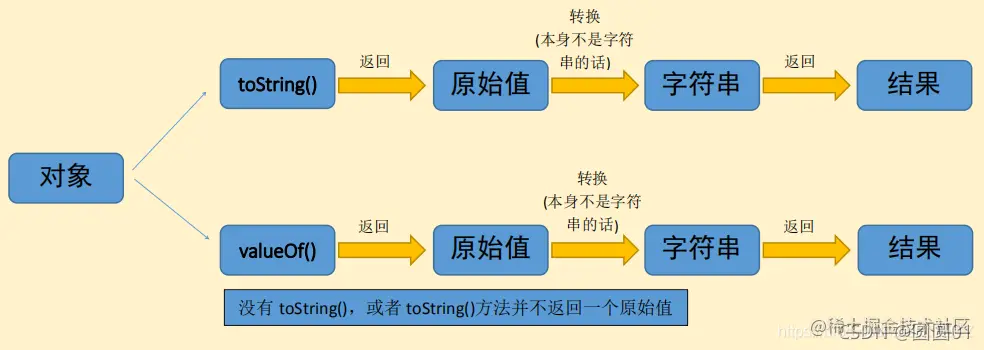 转换
(本身不是字符
串的话)
返回
返回
toString()
原始值
字符串
结果
对象
转换
(本身不是字符
串的话)
返回
返回
valueOf()
原始值
字符串
结果
没有 toString()，或者 toString()方法并不返回一个原始值
@稀土掘金技术社区
CSDN @圆圆01